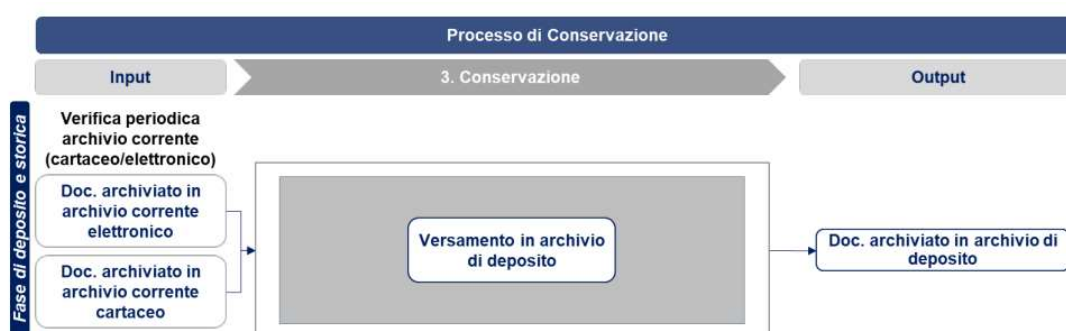 Processo di Conservazione
Input
3. Conservazione
Output
Fase di deposito e storica
Verifica periodica
archivio corrente
(cartaceo/elettronico)
Doc. archiviato in
archivio corrente
elettronico
Doc. archiviato in
archivio corrente
cartaceo
Versamento in archivio
di deposito
Doc. archiviato in archivio di
deposito